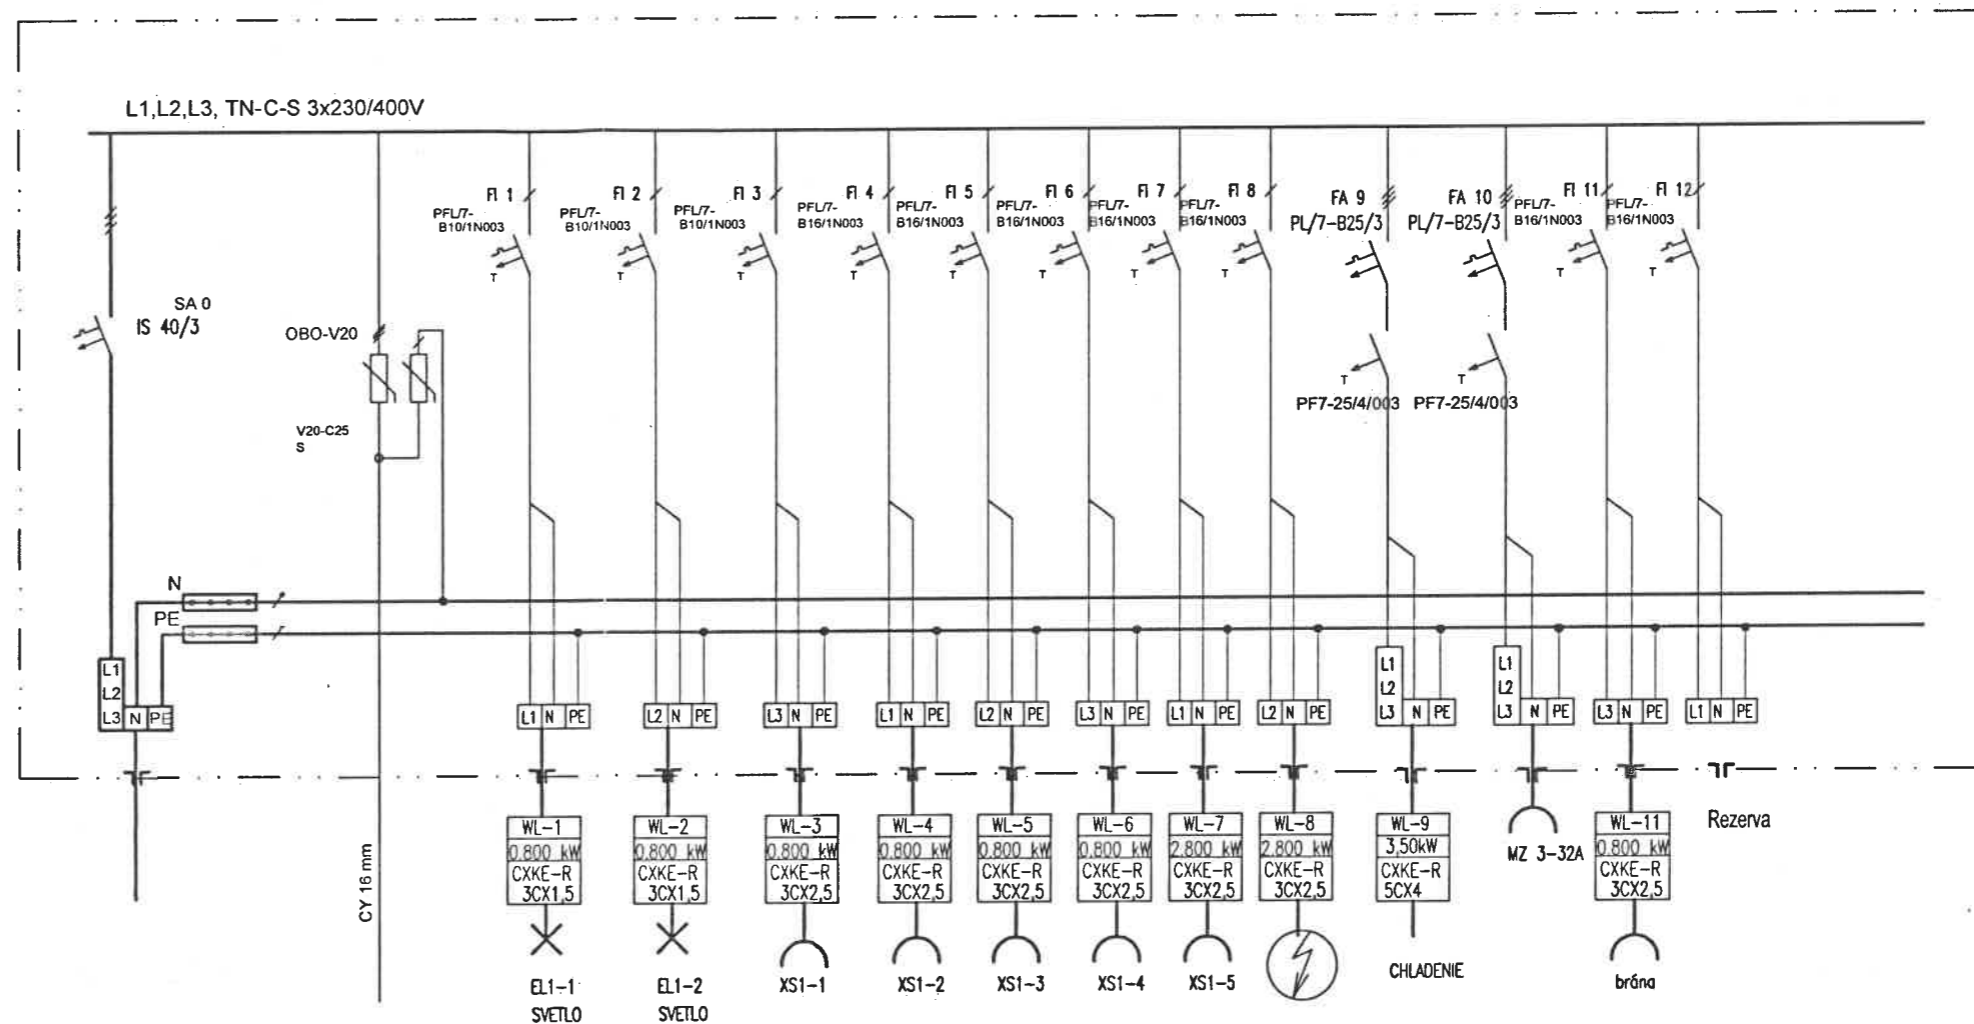 L1,L2,L3, TN-C-S 3x230/400V
FI 1
PFL/7-
B10/1N003
T
FI 2
PFL/7-
B10/1N003
T
FI 3
PFL/7-
B10/1N003
T
FI 4
PFL/7-
B16/1N003
T
FI 5
PFL/7-
B16/1N003
T
FI 6
PFL/7-
B16/1N003
T
FI 7
PFL/7-
B16/1N003
T
FI 8
PFL/7-
B16/1N003
T
FA 9
PL/7-B25/3
T
PF7-25/4/003
FA 10
PL/7-B25/3
T
PF7-25/4/003
FI 11
PFL/7-
B16/1N003
T
FI 12
PFL/7-
B16/1N003
T
SA 0
IS 40/3
OBO-V20
V20-C25
S
N
PE
L1
L2
L3 N PE
L1 N PE
L2 N PE
L3 N PE
L1 N PE
L2 N PE
L3 N PE
L1 N PE
L2 N PE
L1
L2
L3 N PE
L1
L2
L3 N PE
L3 N PE
L1 N PE
CY 16 mm
WL-1
0.800 kW
CXKE-R
3CX1,5
EL1-1
SVETLO
WL-2
0.800 kW
CXKE-R
3CX1,5
EL1-2
SVETLO
WL-3
0.800 kW
CXKE-R
3CX2,5
XS1-1
WL-4
0.800 kW
CXKE-R
3CX2,5
XS1-2
WL-5
0.800 kW
CXKE-R
3CX2,5
XS1-3
WL-6
0.800 kW
CXKE-R
3CX2,5
XS1-4
WL-7
2.800 kW
CXKE-R
3CX2,5
XS1-5
WL-8
2.800 kW
CXKE-R
3CX2,5
WL-9
3,50kW
CXKE-R
5CX4
CHLADENIE
MZ 3-32A
WL-11
0.800 kW
CXKE-R
3CX2,5
brána
Rezerva